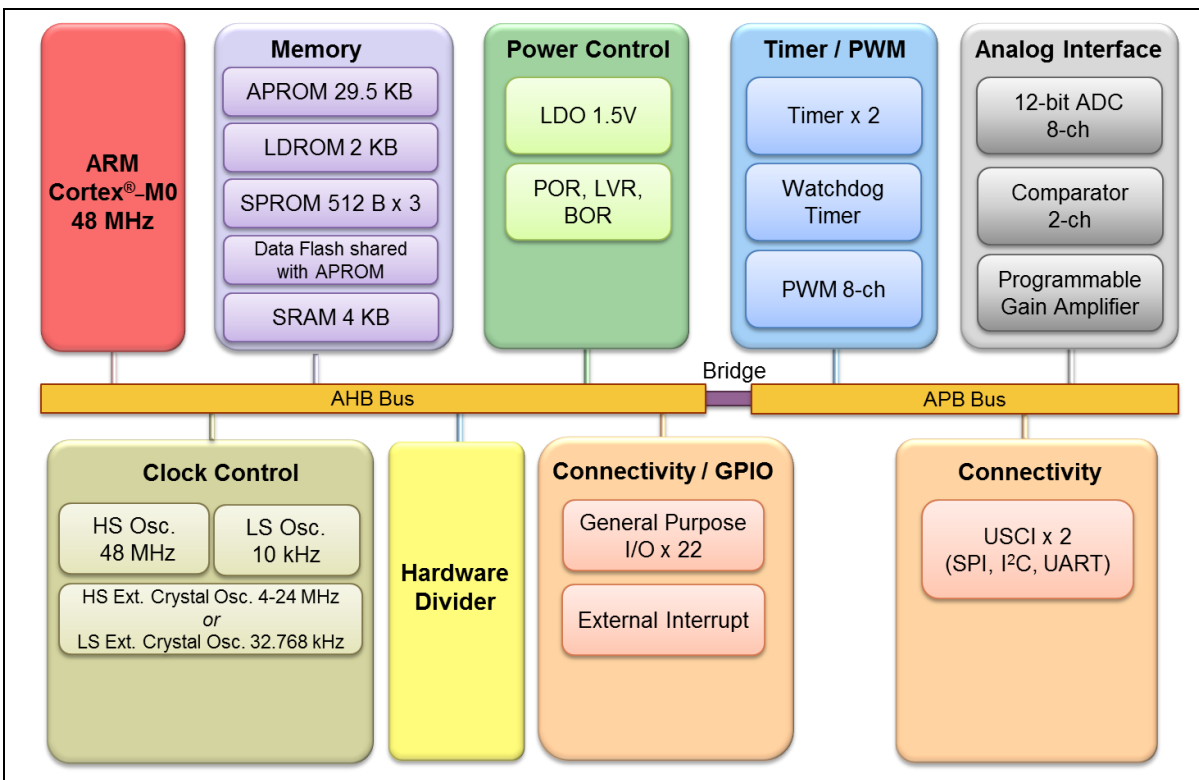 ARM
Cortex®-M0
48 MHz
Memory
APROM 29.5 KB
LDROM 2 KB
SPROM 512 B x 3
Data Flash shared
with APROM
SRAM 4 KB
Power Control
LDO 1.5V
POR, LVR,
BOR
Timer / PWM
Timer x 2
Watchdog
Timer
PWM 8-ch
Analog Interface
12-bit ADC
8-ch
Comparator
2-ch
Programmable
Gain Amplifier
AHB Bus
Bridge
APB Bus
Clock Control
HS Osc.
48 MHz
LS Osc.
10 kHz
HS Ext. Crystal Osc. 4-24 MHz
or
LS Ext. Crystal Osc. 32.768 kHz
Hardware
Divider
Connectivity / GPIO
General Purpose
I/O x 22
External Interrupt
Connectivity
USCI x 2
(SPI, I²C, UART)